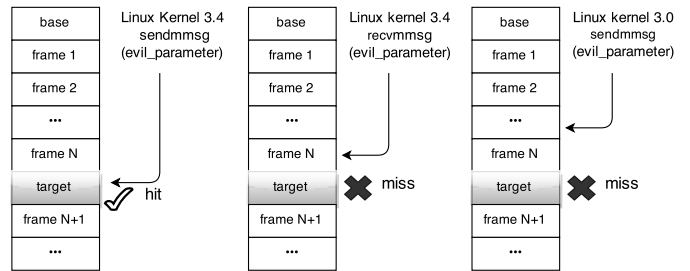 Linux Kernel 3.4
sendmmsg
(evil_parameter)
base
frame 1
frame 2
...
frame N
target
hit
frame N+1
...
Linux kernel 3.4
recvmmsg
(evil_parameter)
base
frame 1
frame 2
...
frame N
target
miss
frame N+1
...
Linux Kernel 3.0
sendmmsg
(evil_parameter)
base
frame 1
frame 2
...
frame N
target
miss
frame N+1
...